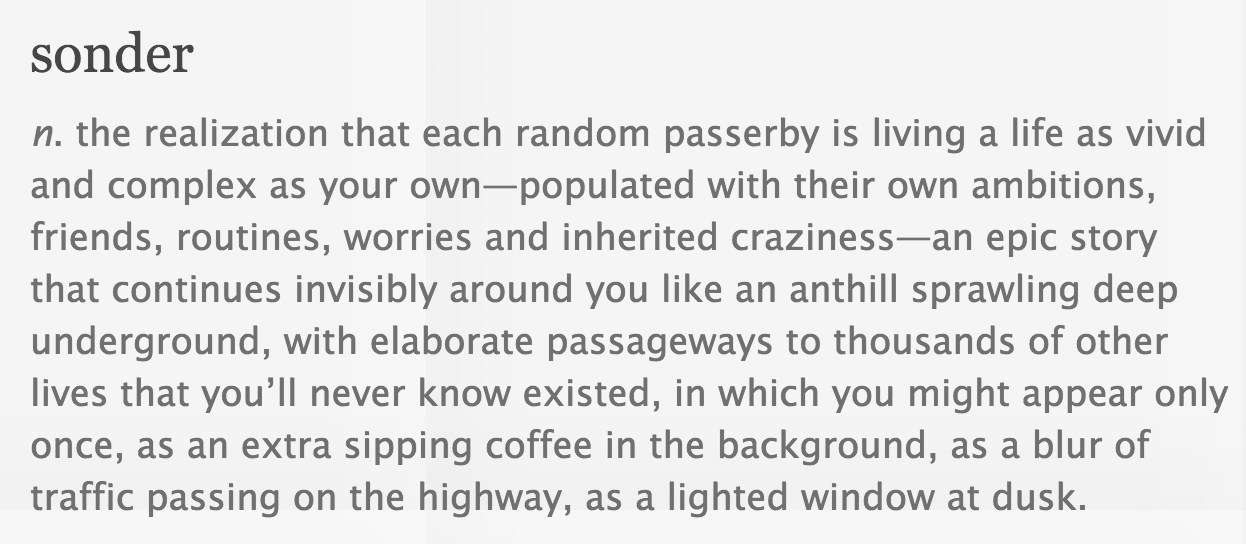 sonder
n. the realization that each random passerby is living a life as vivid
and complex as your own—populated with their own ambitions,
friends, routines, worries and inherited craziness—an epic story
that continues invisibly around you like an anthill sprawling deep
underground, with elaborate passageways to thousands of other
lives that you’ll never know existed, in which you might appear only
once, as an extra sipping coffee in the background, as a blur of
traffic passing on the highway, as a lighted window at dusk.